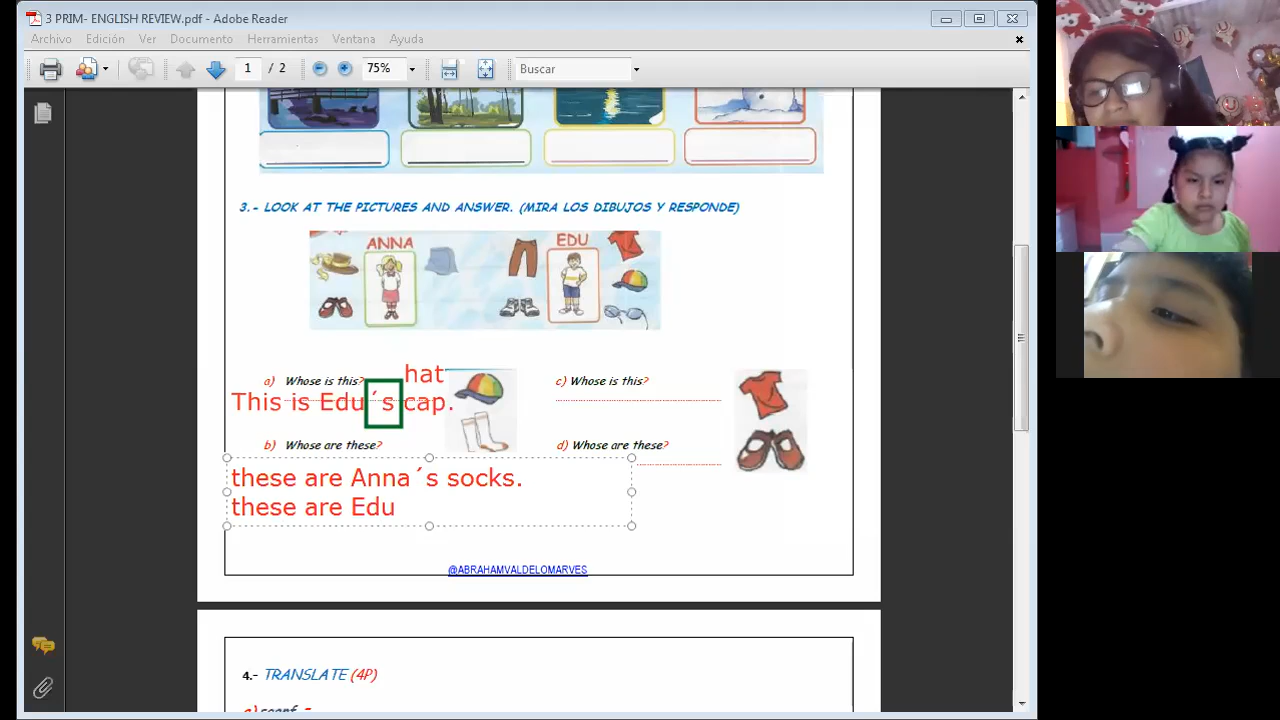 3 PRIM- ENGLISH REVIEW.pdf - Adobe Reader
Archivo Edición Ver Documento Herramientas Ventana Ayuda
1 / 2 75% Buscar
3.- LOOK AT THE PICTURES AND ANSWER. (MIRA LOS DIBUJOS Y RESPONDE)
ANNA EDU
hat
a) Whose is this? c) Whose is this?
This is Edu´s cap.
b) Whose are these? d) Whose are these?
these are Anna´s socks.
these are Edu
@ABRAHAMVALDELOMARVES
4.- TRANSLATE (4P)
a) scarf -